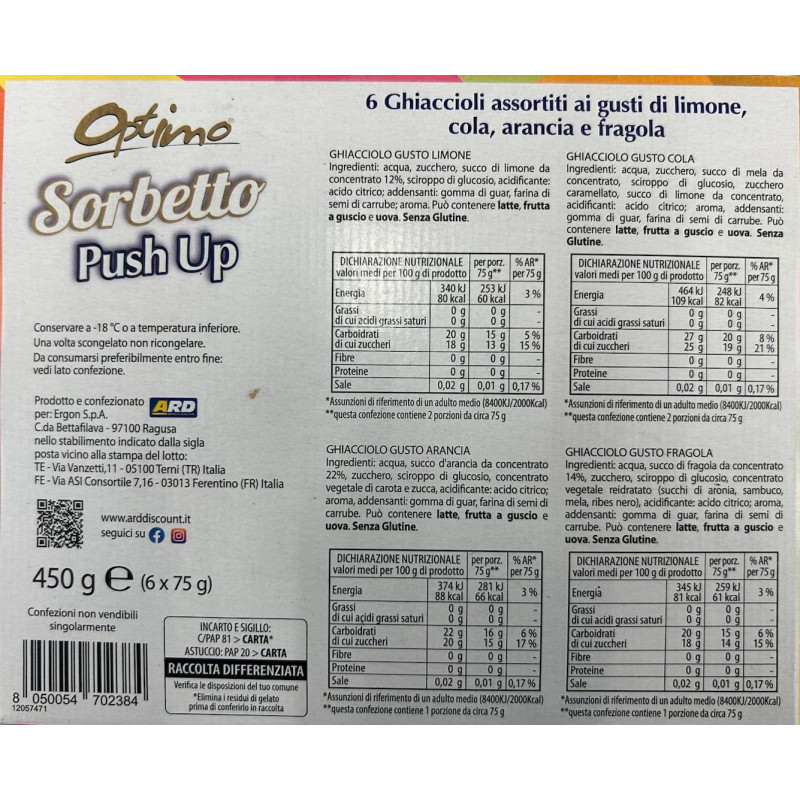 Optimo
Sorbetto
Push Up
Conservare a -18 °C o a temperatura inferiore.
Una volta scongelato non ricongelare.
Da consumarsi preferibilmente entro fine:
vedi lato confezione.
Prodotto e confezionato ARD
per: Ergon S.p.A.
C.da Bettafilava - 97100 Ragusa
nello stabilimento indicato dalla sigla
posta vicino alla stampa del lotto:
TE - Via Vanzetti,11 - 05100 Terni (TR) Italia
FE - Via ASI Consortile 7,16 - 03013 Ferentino (FR) Italia
www.arddiscount.it
seguici su
450 g e (6 x 75 g)
Confezioni non vendibili
singolarmente
8 050054 702384
12057471
INCARTO E SIGILLO:
C/PAP 81 > CARTA*
ASTUCCIO: PAP 20 > CARTA
RACCOLTA DIFFERENZIATA
Verifica le disposizioni del tuo comune
*Elimina i residui di gelato
prima di conferirlo in raccolta
6 Ghiaccioli assortiti ai gusti di limone,
cola, arancia e fragola
GHIACCIOLO GUSTO LIMONE
Ingredienti: acqua, zucchero, succo di limone da
concentrato 12%, sciroppo di glucosio, acidificante:
acido citrico; addensanti: gomma di guar, farina di
semi di carrube; aroma. Può contenere latte, frutta
a guscio e uova. Senza Glutine.
DICHIARAZIONE NUTRIZIONALE per porz. % AR*
valori medi per 100 g di prodotto 75 g** per 75 g
Energia 340 kJ 253 kJ 3 %
80 kcal 60 kcal
Grassi 0 g 0 g -
di cui acidi grassi saturi 0 g 0 g -
Carboidrati 20 g 15 g 5 %
di cui zuccheri 18 g 13 g 15 %
Fibre 0 g 0 g -
Proteine 0 g 0 g -
Sale 0,02 g 0,01 g 0,17 %
*Assunzioni di riferimento di un adulto medio (8400KJ/2000Kcal)
**questa confezione contiene 2 porzioni da circa 75 g
GHIACCIOLO GUSTO COLA
Ingredienti: acqua, zucchero, succo di mela da
concentrato, sciroppo di glucosio, zucchero
caramellato, succo di limone da concentrato,
acidificanti: acido citrico; aroma, addensanti:
gomma di guar, farina di semi di carrube. Può
contenere latte, frutta a guscio e uova. Senza
Glutine.
DICHIARAZIONE NUTRIZIONALE per porz. % AR*
valori medi per 100 g di prodotto 75 g** per 75 g
Energia 464 kJ 248 kJ 4 %
109 kcal 82 kcal
Grassi 0 g 0 g -
di cui acidi grassi saturi 0 g 0 g -
Carboidrati 27 g 20 g 8 %
di cui zuccheri 25 g 19 g 21 %
Fibre 0 g 0 g -
Proteine 0 g 0 g -
Sale 0,02 g 0,01 g 0,17 %
*Assunzioni di riferimento di un adulto medio (8400KJ/2000Kcal)
**questa confezione contiene 2 porzioni da circa 75 g
GHIACCIOLO GUSTO ARANCIA
Ingredienti: acqua, succo d'arancia da concentrato
22%, zucchero, sciroppo di glucosio, concentrato
vegetale di carota e zucca, acidificante: acido citrico;
aroma, addensanti: gomma di guar, farina di semi di
carrube. Può contenere latte, frutta a guscio e
uova. Senza Glutine.
DICHIARAZIONE NUTRIZIONALE per porz. % AR*
valori medi per 100 g di prodotto 75 g** per 75 g
Energia 374 kJ 281 kJ 3 %
88 kcal 66 kcal
Grassi 0 g 0 g -
di cui acidi grassi saturi 0 g 0 g -
Carboidrati 22 g 16 g 6 %
di cui zuccheri 20 g 15 g 17 %
Fibre 0 g 0 g -
Proteine 0 g 0 g -
Sale 0,02 g 0,01 g 0,17 %
*Assunzioni di riferimento di un adulto medio (8400KJ/2000Kcal)
**questa confezione contiene 1 porzione da circa 75 g
GHIACCIOLO GUSTO FRAGOLA
Ingredienti: acqua, succo di fragola da concentrato
14%, zucchero, sciroppo di glucosio, concentrato
vegetale reidratato (succhi di aronia, sambuco,
mela, ribes nero), acidificante: acido citrico; aroma,
addensanti: gomma di guar, farina di semi di
carrube. Può contenere latte, frutta a guscio e
uova. Senza Glutine.
DICHIARAZIONE NUTRIZIONALE per porz. % AR*
valori medi per 100 g di prodotto 75 g** per 75 g
Energia 345 kJ 259 kJ 3 %
81 kcal 61 kcal
Grassi 0 g 0 g -
di cui acidi grassi saturi 0 g 0 g -
Carboidrati 20 g 15 g 6 %
di cui zuccheri 18 g 14 g 15 %
Fibre 0 g 0 g -
Proteine 0 g 0 g -
Sale 0,02 g 0,01 g 0,17 %
*Assunzioni di riferimento di un adulto medio (8400KJ/2000Kcal)
**questa confezione contiene 1 porzione da circa 75 g